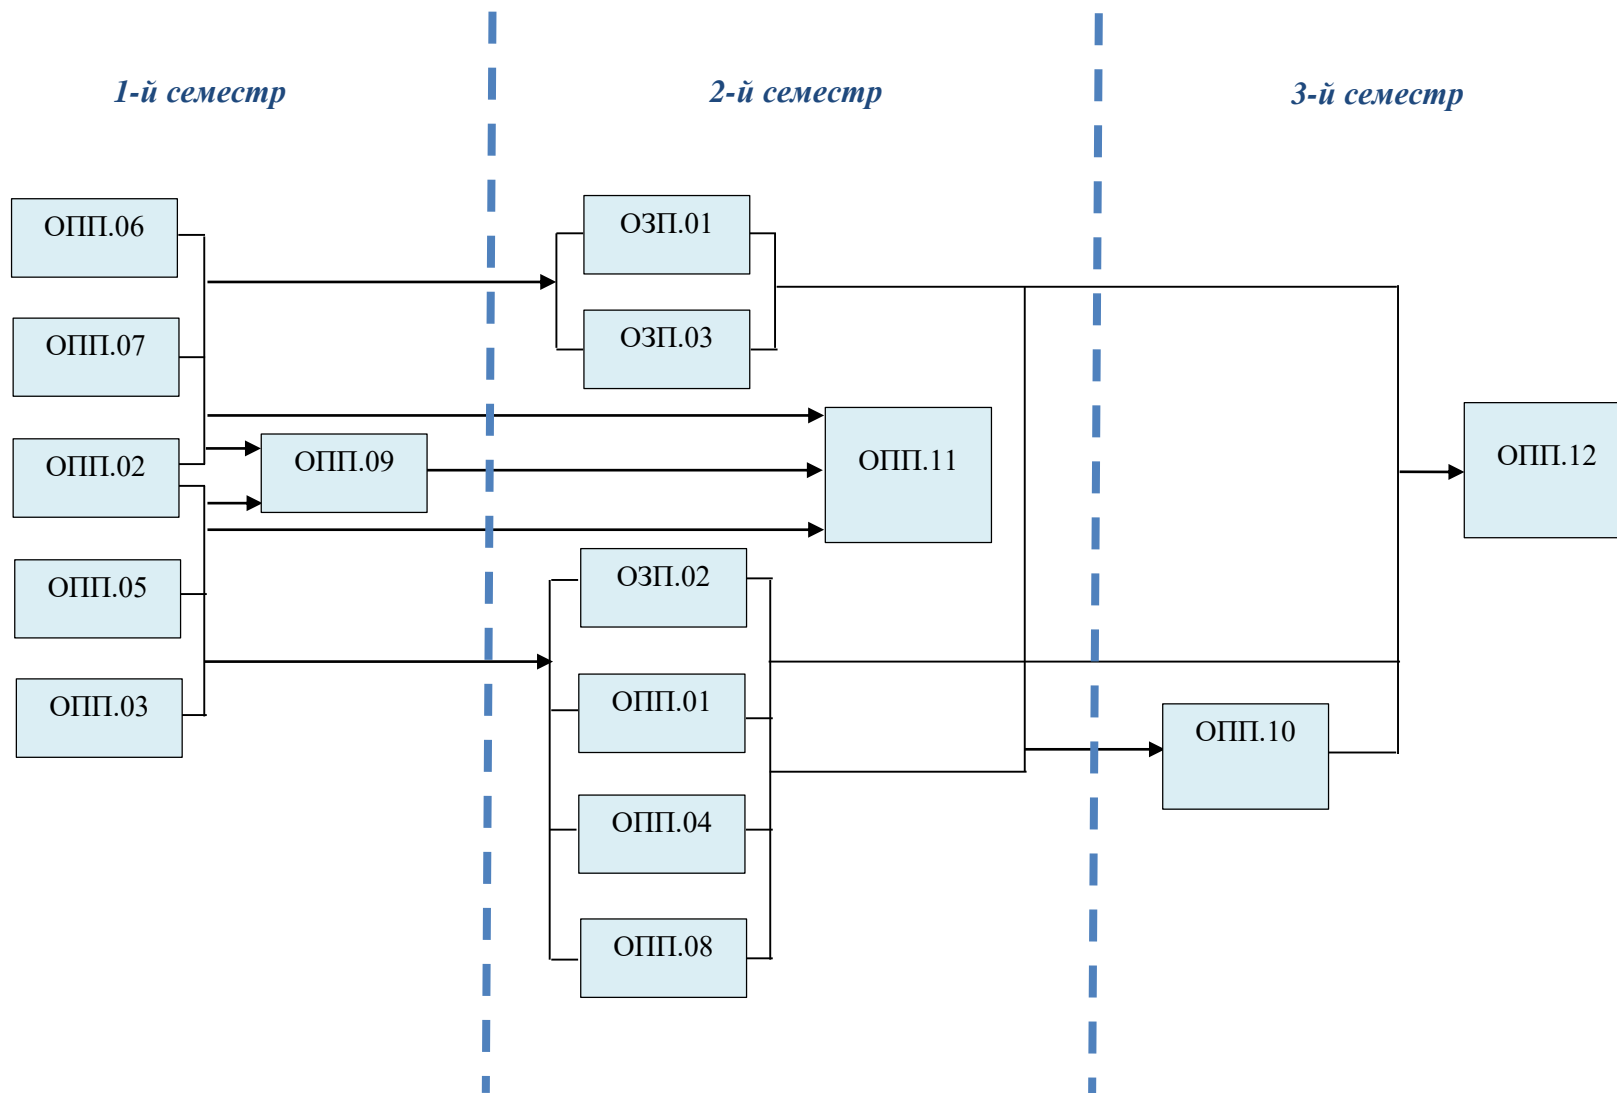 1-й семестр
2-й семестр
3-й семестр
ОПП.06
ОЗП.01
ОПП.07
ОЗП.03
ОПП.02
ОПП.09
ОПП.11
ОПП.12
ОПП.05
ОЗП.02
ОПП.03
ОПП.01
ОПП.10
ОПП.04
ОПП.08